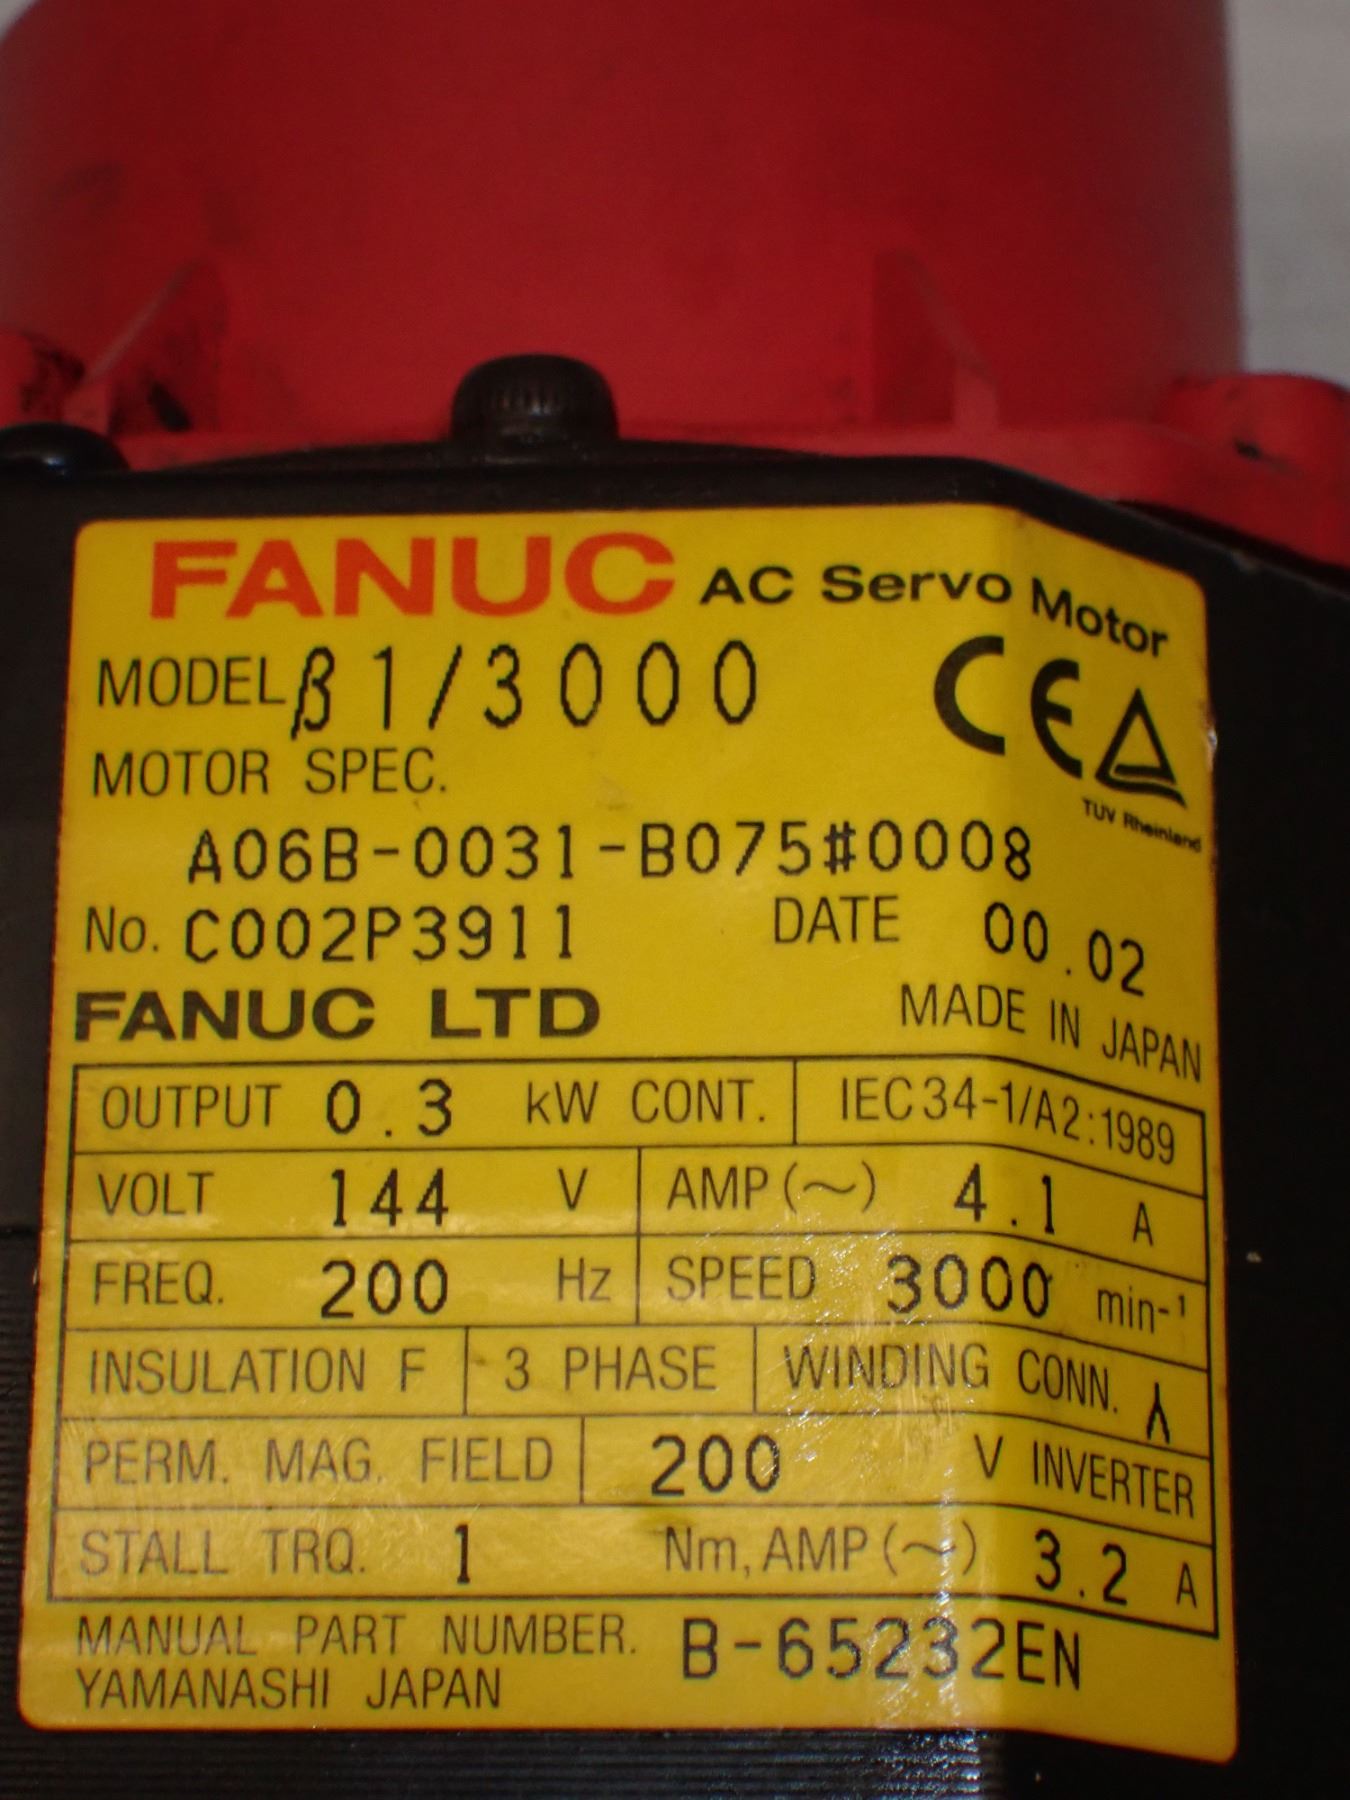 FANUC AC Servo Motor
MODEL β1/3000
CE
TUV Rheinland
MOTOR SPEC.
A06B-0031-B075#0008
No. C002P3911 DATE 00.02
FANUC LTD MADE IN JAPAN
OUTPUT 0.3 kW CONT. IEC34-1/A2:1989
VOLT 144 V AMP(~) 4.1 A
FREQ. 200 Hz SPEED 3000 min-¹
INSULATION F 3 PHASE WINDING CONN. ⅄
PERM. MAG. FIELD 200 V INVERTER
STALL TRQ. 1 Nm, AMP(~) 3.2 A
MANUAL PART NUMBER. B-65232EN
YAMANASHI JAPAN